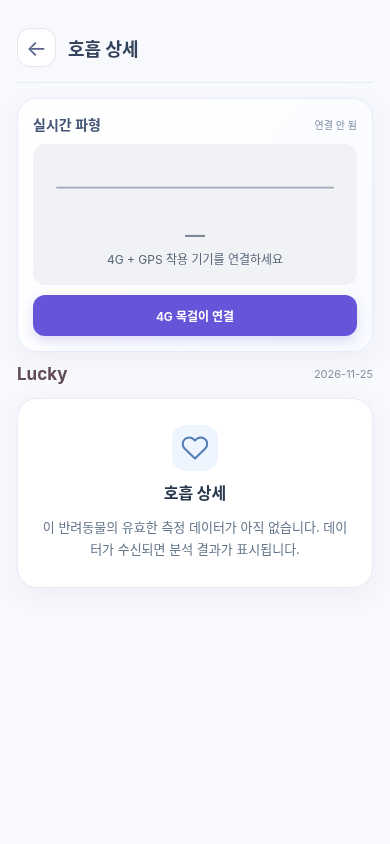 호흡 상세
실시간 파형
연결 안 됨
—
4G + GPS 착용 기기를 연결하세요
4G 목걸이 연결
Lucky
2026-11-25
호흡 상세
이 반려동물의 유효한 측정 데이터가 아직 없습니다. 데이
터가 수신되면 분석 결과가 표시됩니다.